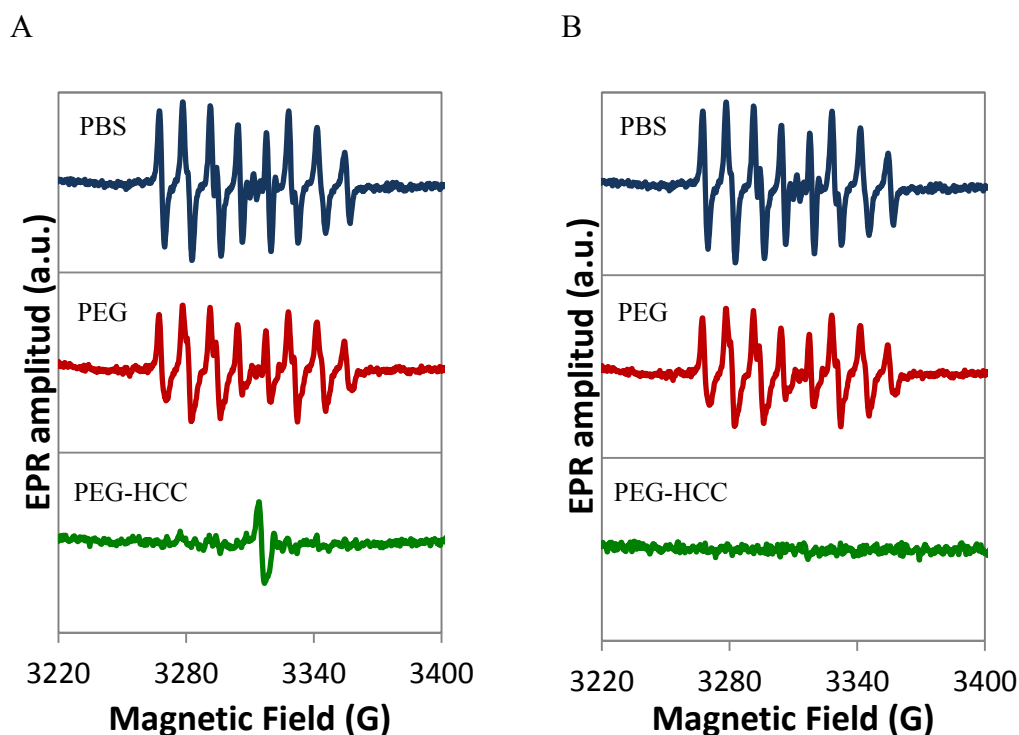 A
B
PBS
PEG
PEG-HCC
EPR amplitud (a.u.)
3220
3280
3340
3400
Magnetic Field (G)
PBS
PEG
PEG-HCC
EPR amplitud (a.u.)
3220
3280
3340
3400
Magnetic Field (G)